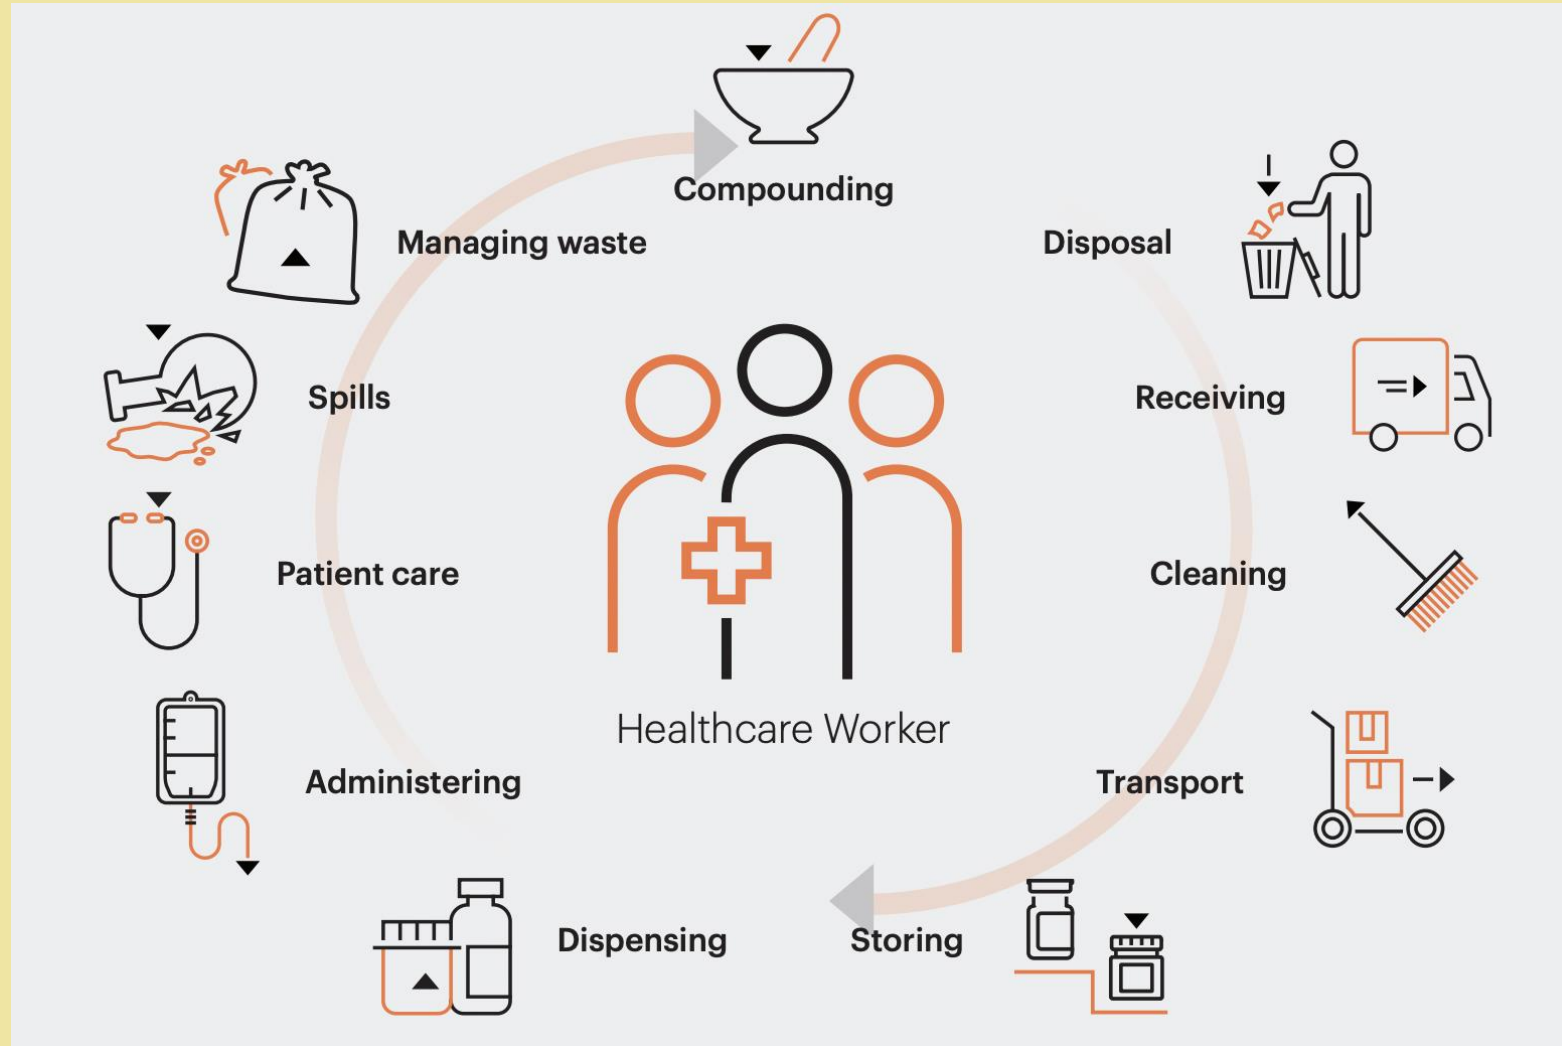 Compounding
Managing waste
Disposal
Spills
Receiving
Patient care
Cleaning
Healthcare Worker
Administering
Transport
Dispensing
Storing